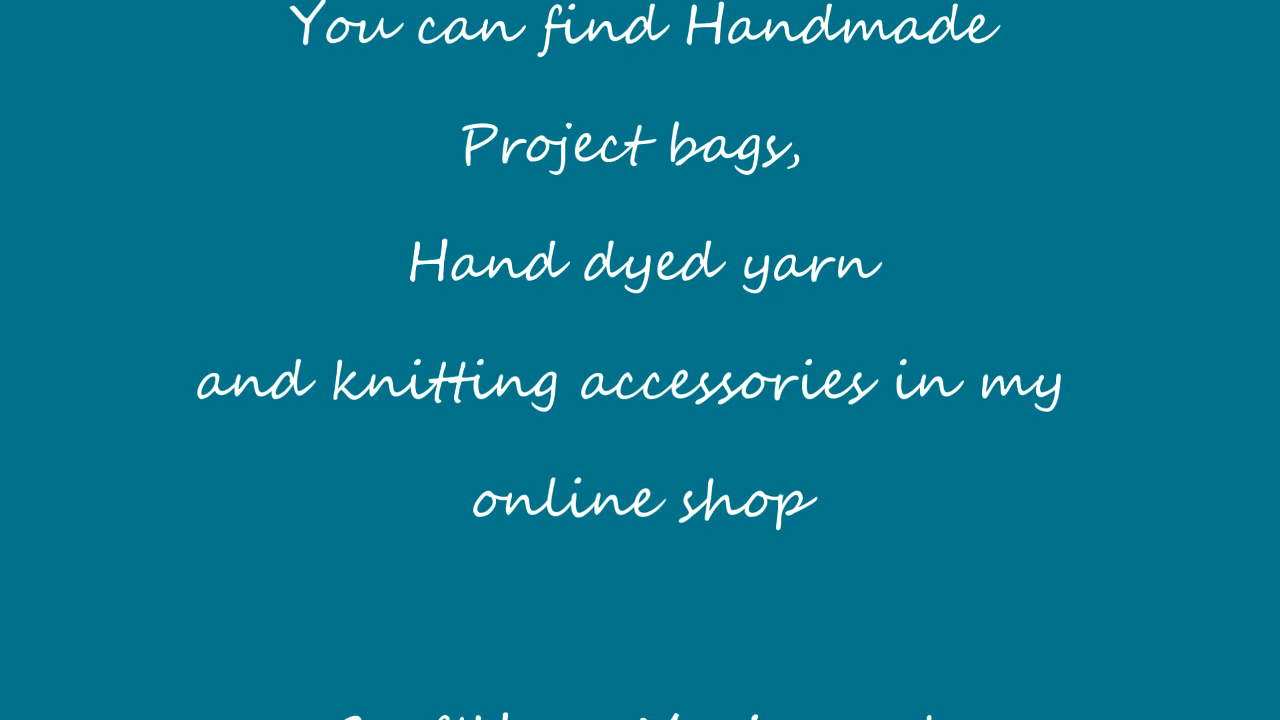 You can find Handmade
Project bags,
Hand dyed yarn
and knitting accessories in my
online shop